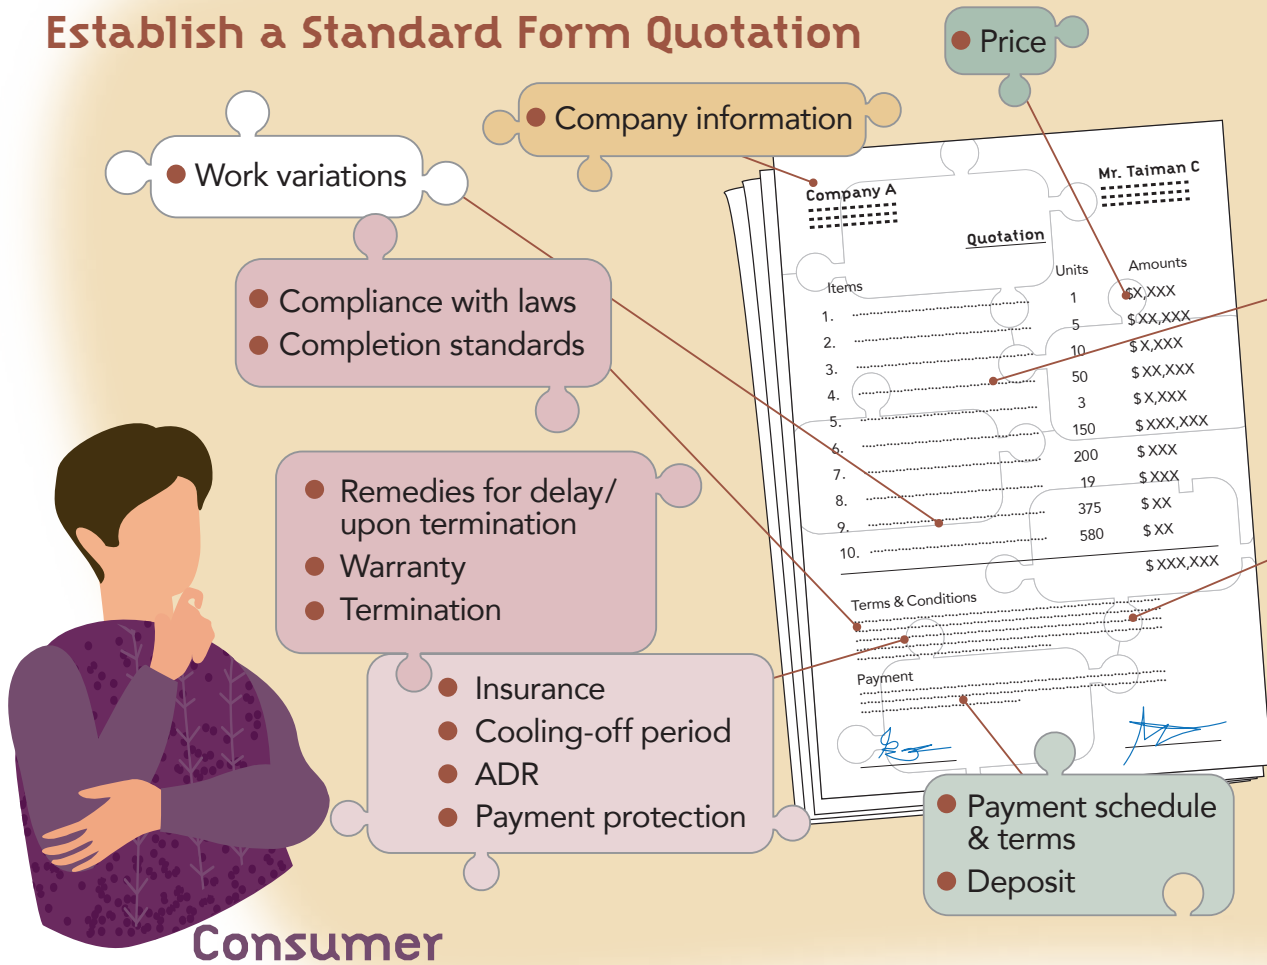 Establish a Standard Form Quotation
Price
Company information
Work variations
Compliance with laws
Completion standards
Remedies for delay/
upon termination
Warranty
Termination
Insurance
Cooling-off period
ADR
Payment protection
Consumer
Company A
Mr. Taiman C
Quotation
Items Units Amounts
1. 1 $X,XXX
2. 5 $XX,XXX
3. 10 $X,XXX
4. 50 $XX,XXX
5. 3 $X,XXX
6. 150 $XXX,XXX
7. 200 $XXX
8. 19 $XXX
9. 375 $XX
10. 580 $XX
$XXX,XXX
Terms & Conditions
Payment
Payment schedule
& terms
Deposit